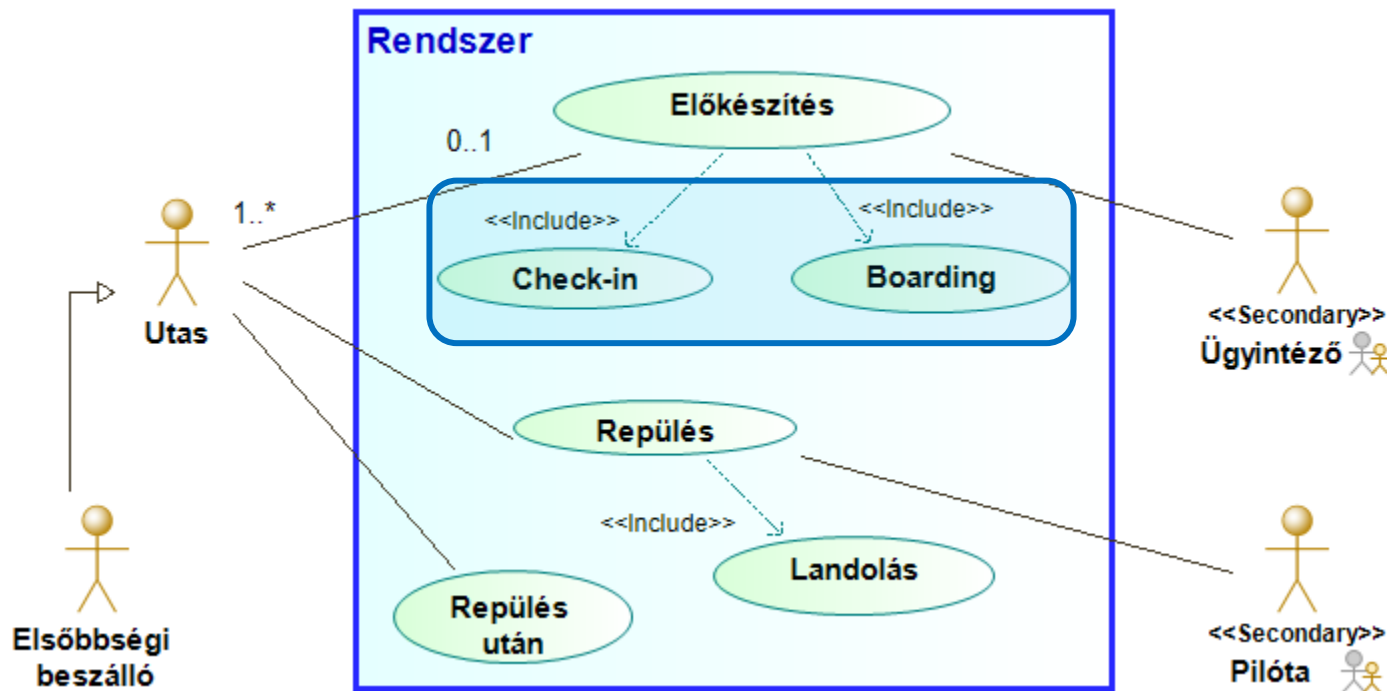 Rendszer
Előkészítés
0..1
1..*
<<Include>>
<<Include>>
Check-in
Boarding
Utas
<<Secondary>>
Ügyintéző
Repülés
<<Include>>
Landolás
Repülés
után
Elsőbbségi
beszálló
<<Secondary>>
Pilóta